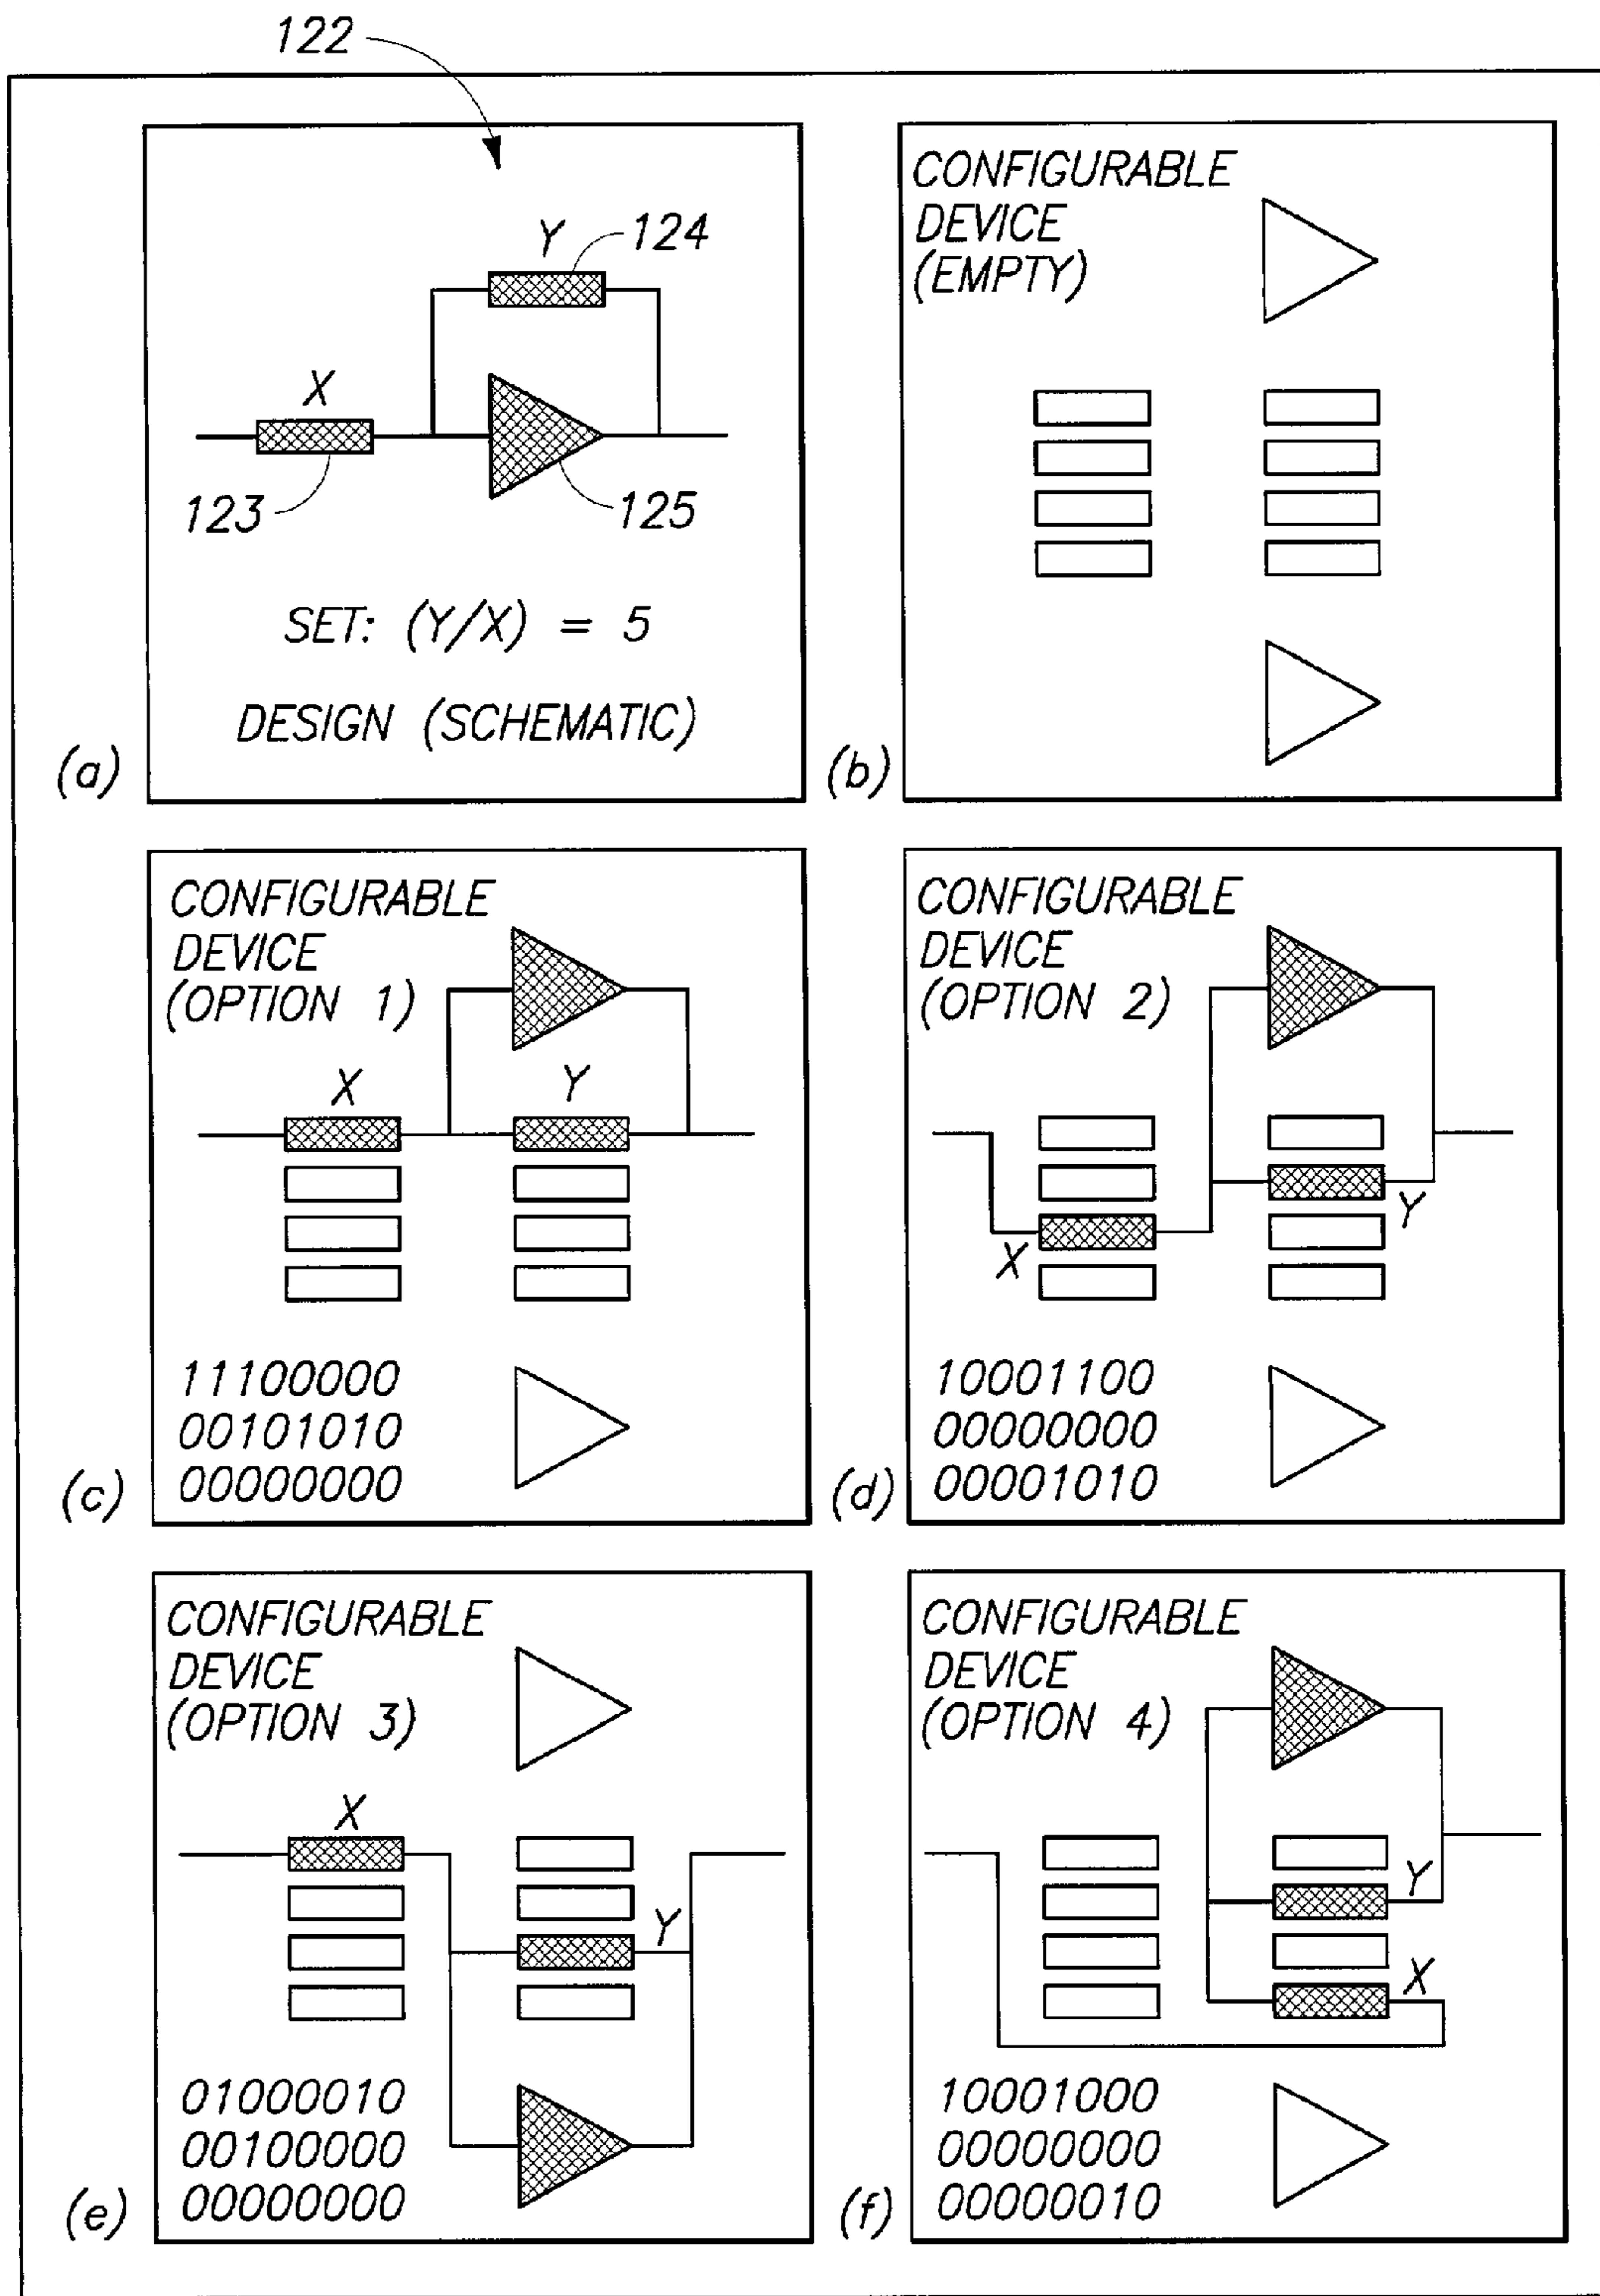 122
Y
124
X
123
125
SET: (Y/X) = 5
DESIGN (SCHEMATIC)
(a)
CONFIGURABLE
DEVICE
(EMPTY)
(b)
CONFIGURABLE
DEVICE
(OPTION 1)
X
Y
11100000
00101010
00000000
(c)
CONFIGURABLE
DEVICE
(OPTION 2)
Y
X
10001100
00000000
00001010
(d)
CONFIGURABLE
DEVICE
(OPTION 3)
X
Y
01000010
00100000
00000000
(e)
CONFIGURABLE
DEVICE
(OPTION 4)
Y
X
10001000
00000000
00000010
(f)